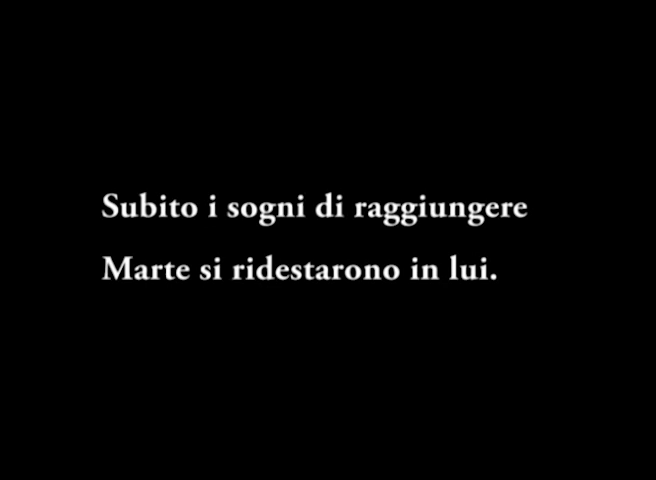 Subito i sogni di raggiungere
Marte si ridestarono in lui.